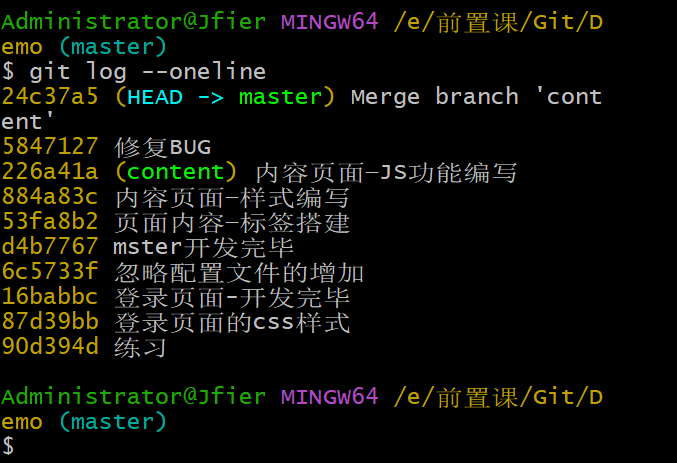 Administrator@Jfier MINGW64 /e/前置课/Git/D
emo (master)
$ git log --oneline
24c37a5 (HEAD -> master) Merge branch 'cont
ent'
5847127 修复BUG
226a41a (content) 内容页面-JS功能编写
884a83c 内容页面-样式编写
53fa8b2 页面内容-标签搭建
d4b7767 mster开发完毕
6c5733f 忽略配置文件的增加
16babbc 登录页面-开发完毕
87d39bb 登录页面的css样式
90d394d 练习
Administrator@Jfier MINGW64 /e/前置课/Git/D
emo (master)
$